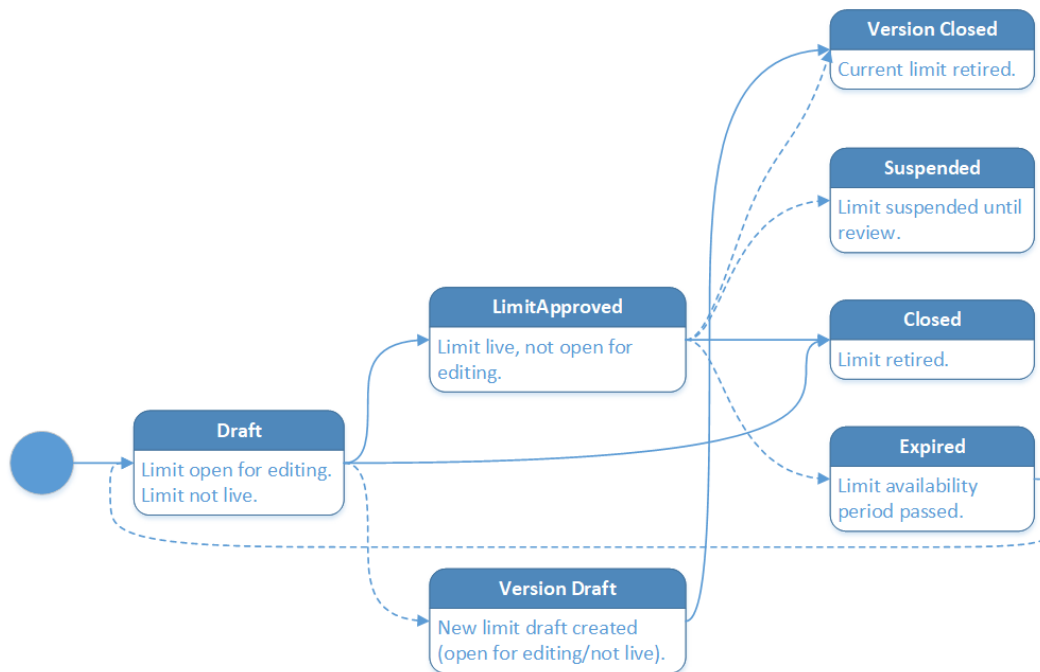 Version Closed
Current limit retired.
Suspended
Limit suspended until
review.
LimitApproved
Limit live, not open for
editing.
Closed
Limit retired.
Draft
Limit open for editing.
Limit not live.
Expired
Limit availability
period passed.
Version Draft
New limit draft created
(open for editing/not live).